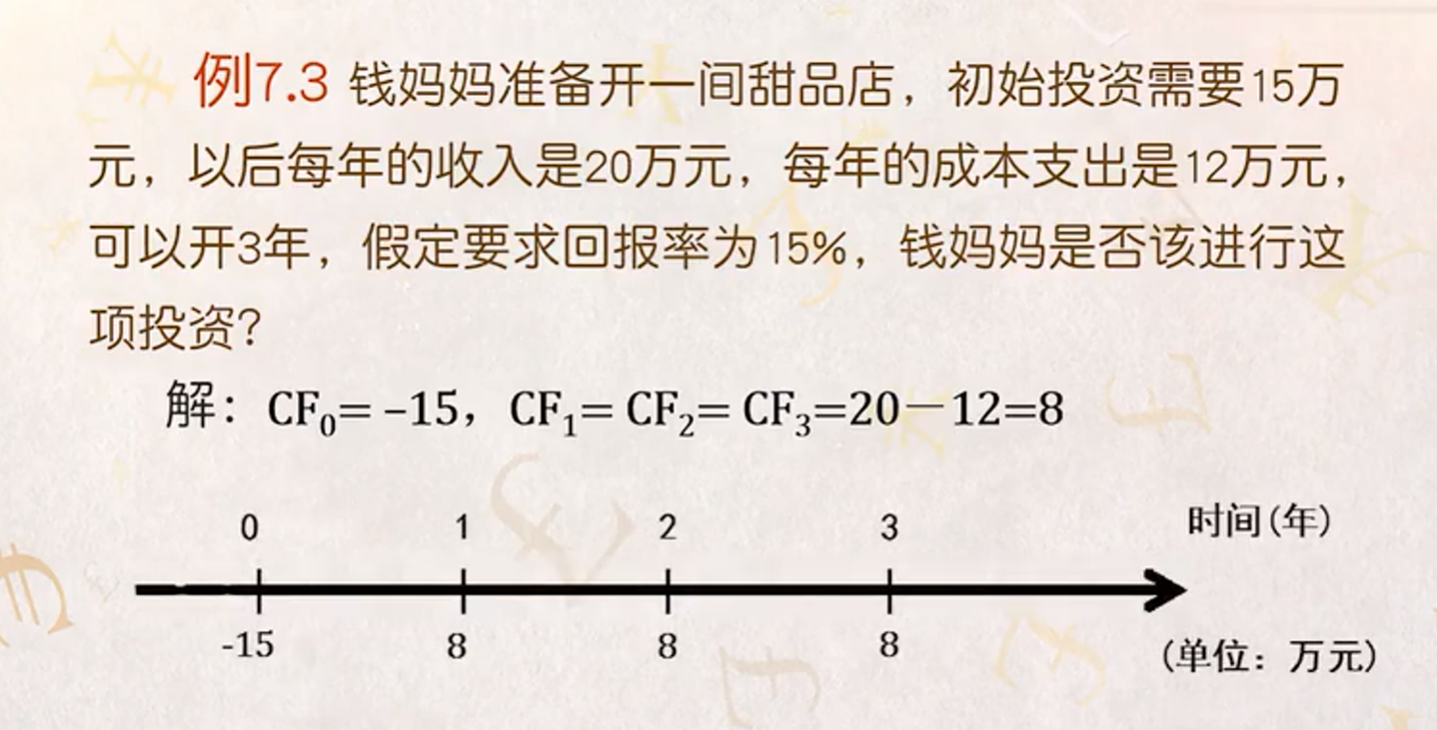 例7.3 钱妈妈准备开一间甜品店，初始投资需要15万
元，以后每年的收入是20万元，每年的成本支出是12万元，
可以开3年，假定要求回报率为15%，钱妈妈是否该进行这
项投资？
解：CF₀= –15，CF₁= CF₂= CF₃=20－12=8
0 1 2 3 时间(年)
-15 8 8 8 (单位：万元)